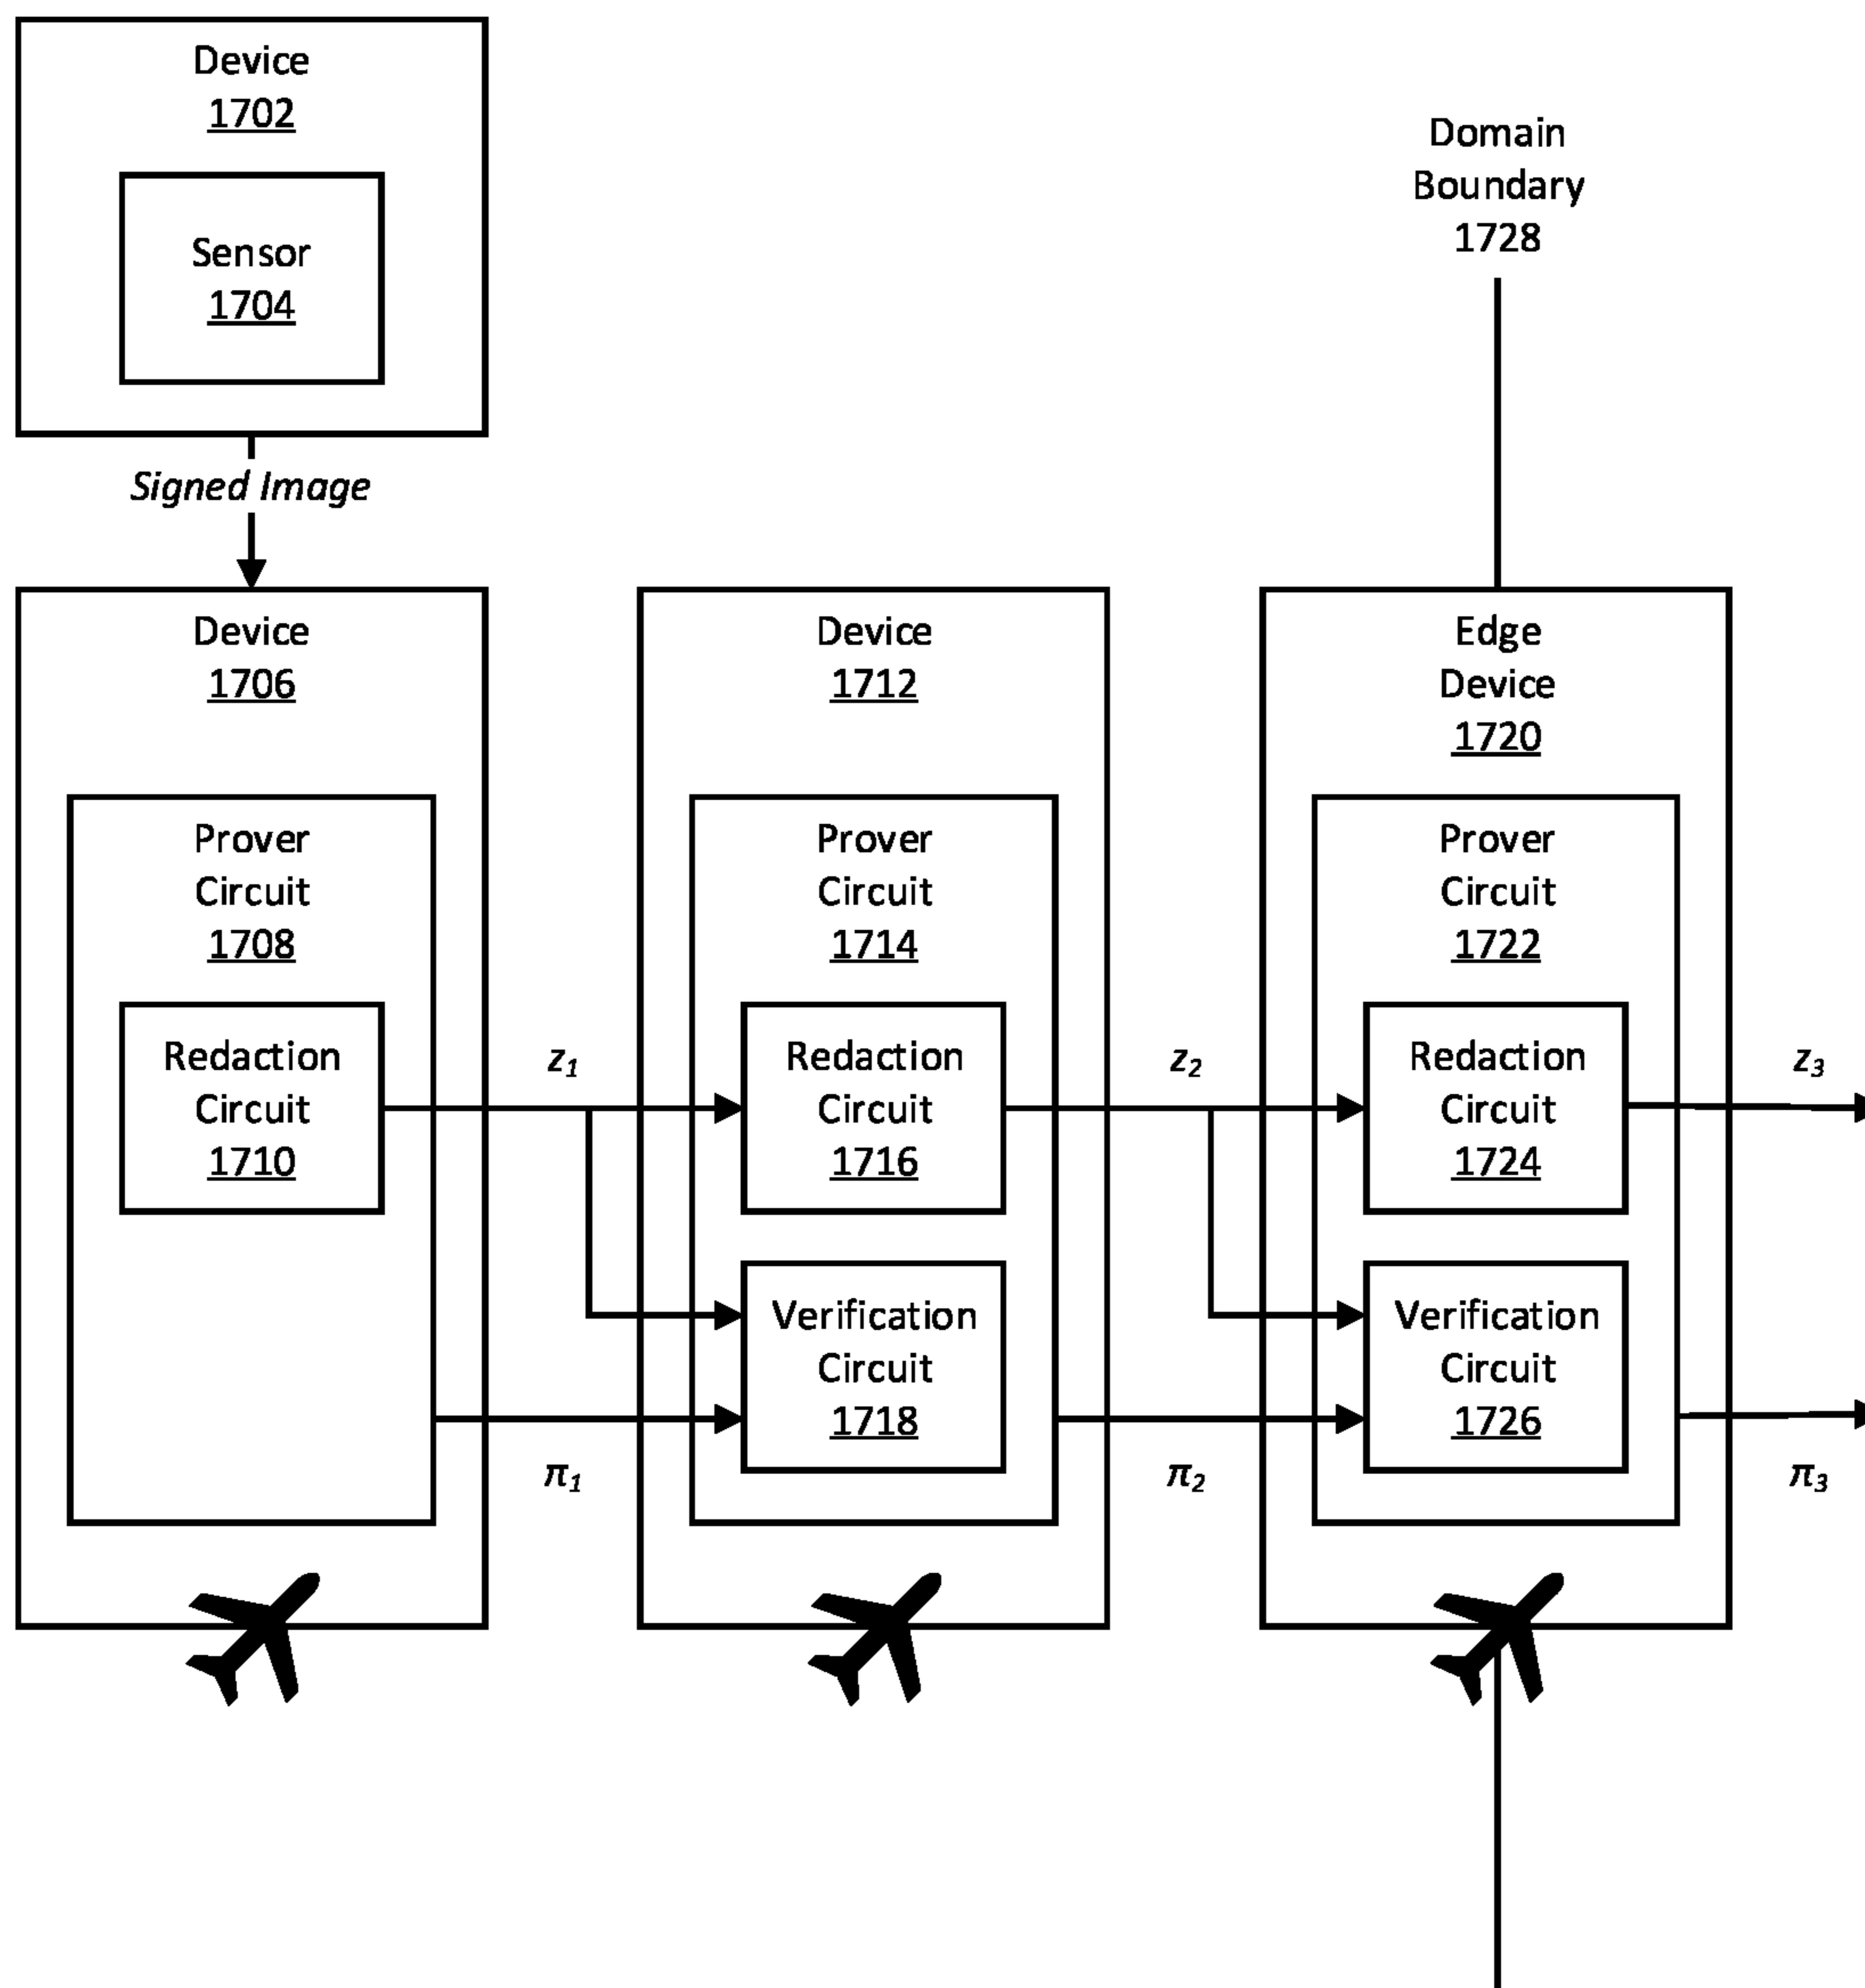 Device
1702
Sensor
1704
Domain
Boundary
1728
Signed Image
Device
1706
Prover
Circuit
1708
Redaction
Circuit
1710
z₁
π₁
Device
1712
Prover
Circuit
1714
Redaction
Circuit
1716
Verification
Circuit
1718
z₂
π₂
Edge
Device
1720
Prover
Circuit
1722
Redaction
Circuit
1724
Verification
Circuit
1726
z₃
π₃